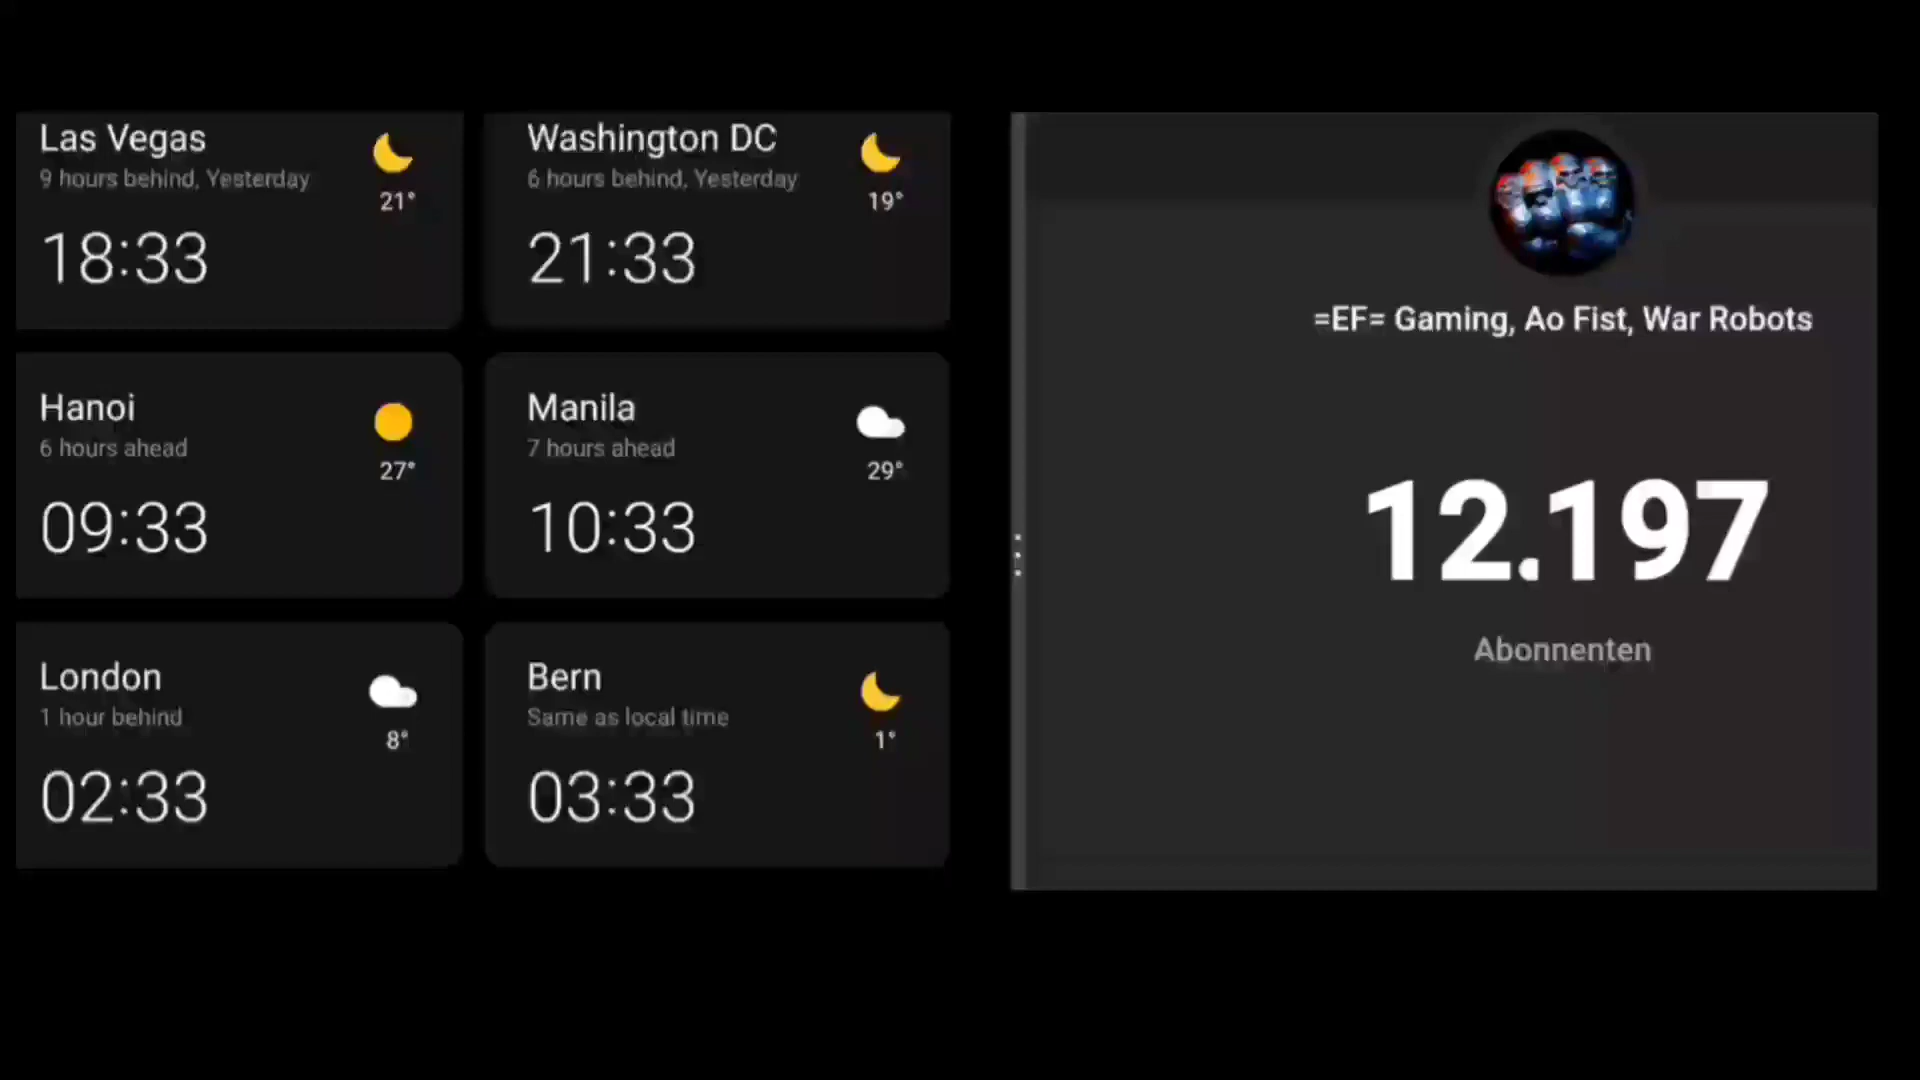 Las Vegas
9 hours behind, Yesterday
21°
18:33
Washington DC
6 hours behind, Yesterday
19°
21:33
Hanoi
6 hours ahead
27°
09:33
Manila
7 hours ahead
29°
10:33
London
1 hour behind
8°
02:33
Bern
Same as local time
1°
03:33
=EF= Gaming, Ao Fist, War Robots
12.197
Abonnenten